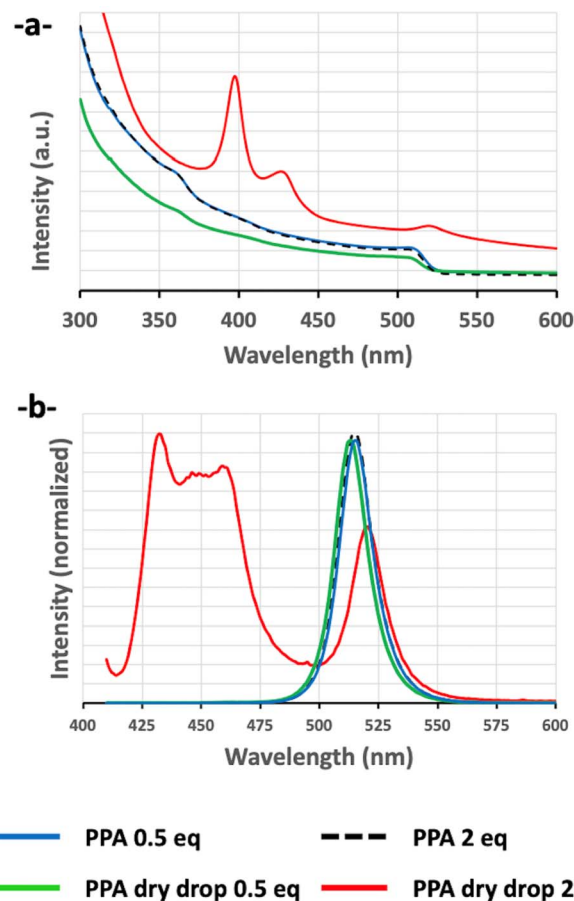 -a-
Intensity (a.u.)
300 350 400 450 500 550 600
Wavelength (nm)
-b-
Intensity (normalized)
400 425 450 475 500 525 550 575 600
Wavelength (nm)
PPA 0.5 eq PPA 2 eq
PPA dry drop 0.5 eq PPA dry drop 2